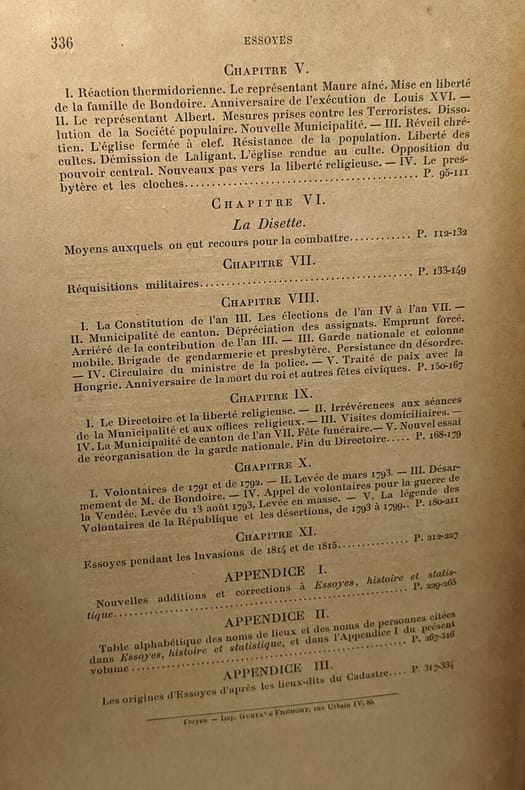 336
ESSOYES
CHAPITRE V.
I. Réaction thermidorienne. Le représentant Maure aîné. Mise en liberté
de la famille de Bondoire. Anniversaire de l'exécution de Louis XVI. —
II. Le représentant Albert. Mesures prises contre les Terroristes. Disso-
lution de la Société populaire. Nouvelle Municipalité. — III. Réveil chré-
tien. L'église fermée à clef. Résistance de la population. Liberté des
cultes. Démission de Laligant. L'église rendue au culte. Opposition du
pouvoir central. Nouveaux pas vers la liberté religieuse. — IV. Le pres-
bytère et les cloches........................................ P. 95-111
CHAPITRE VI.
La Disette.
Moyens auxquels on eut recours pour la combattre............ P. 112-132
CHAPITRE VII.
Réquisitions militaires........................................ P. 133-149
CHAPITRE VIII.
I. La Constitution de l'an III. Les élections de l'an IV à l'an VII. —
II. Municipalité de canton. Dépréciation des assignats. Emprunt forcé.
Arriéré de la contribution de l'an III. — III. Garde nationale et colonne
mobile. Brigade de gendarmerie et presbytère. Persistance du désordre.
— IV. Circulaire du ministre de la police. — V. Traité de paix avec la
Hongrie. Anniversaire de la mort du roi et autres fêtes civiques. P. 150-167
CHAPITRE IX.
I. Le Directoire et la liberté religieuse. — II. Irrévérences aux séances
de la Municipalité et aux offices religieux. — III. Visites domiciliaires. —
IV. La Municipalité de canton de l'an VII. Fête funéraire. — V. Nouvel essai
de réorganisation de la garde nationale. Fin du Directoire..... P. 168-179
CHAPITRE X.
I. Volontaires de 1791 et de 1792. — II. Levée de mars 1793. — III. Désar-
mement de M. de Bondoire. — IV. Appel de volontaires pour la guerre de
la Vendée. Levée du 13 août 1793. Levée en masse. — V. La légende des
Volontaires de la République et les désertions, de 1793 à 1799.. P. 180-211
CHAPITRE XI.
Essoyes pendant les Invasions de 1814 et de 1815.............. P. 212-227
APPENDICE I.
Nouvelles additions et corrections à Essoyes, histoire et statis-
tique........................................ P. 229-265
APPENDICE II.
Table alphabétique des noms de lieux et des noms de personnes citées
dans Essoyes, histoire et statistique, et dans l'Appendice I du présent
volume........................................ P. 267-316
APPENDICE III.
Les origines d'Essoyes d'après les lieux-dits du Cadastre.... P. 317-334
Troyes. — Imp. GUSTAVE FRÉMONT, rue Urbain IV, 85.